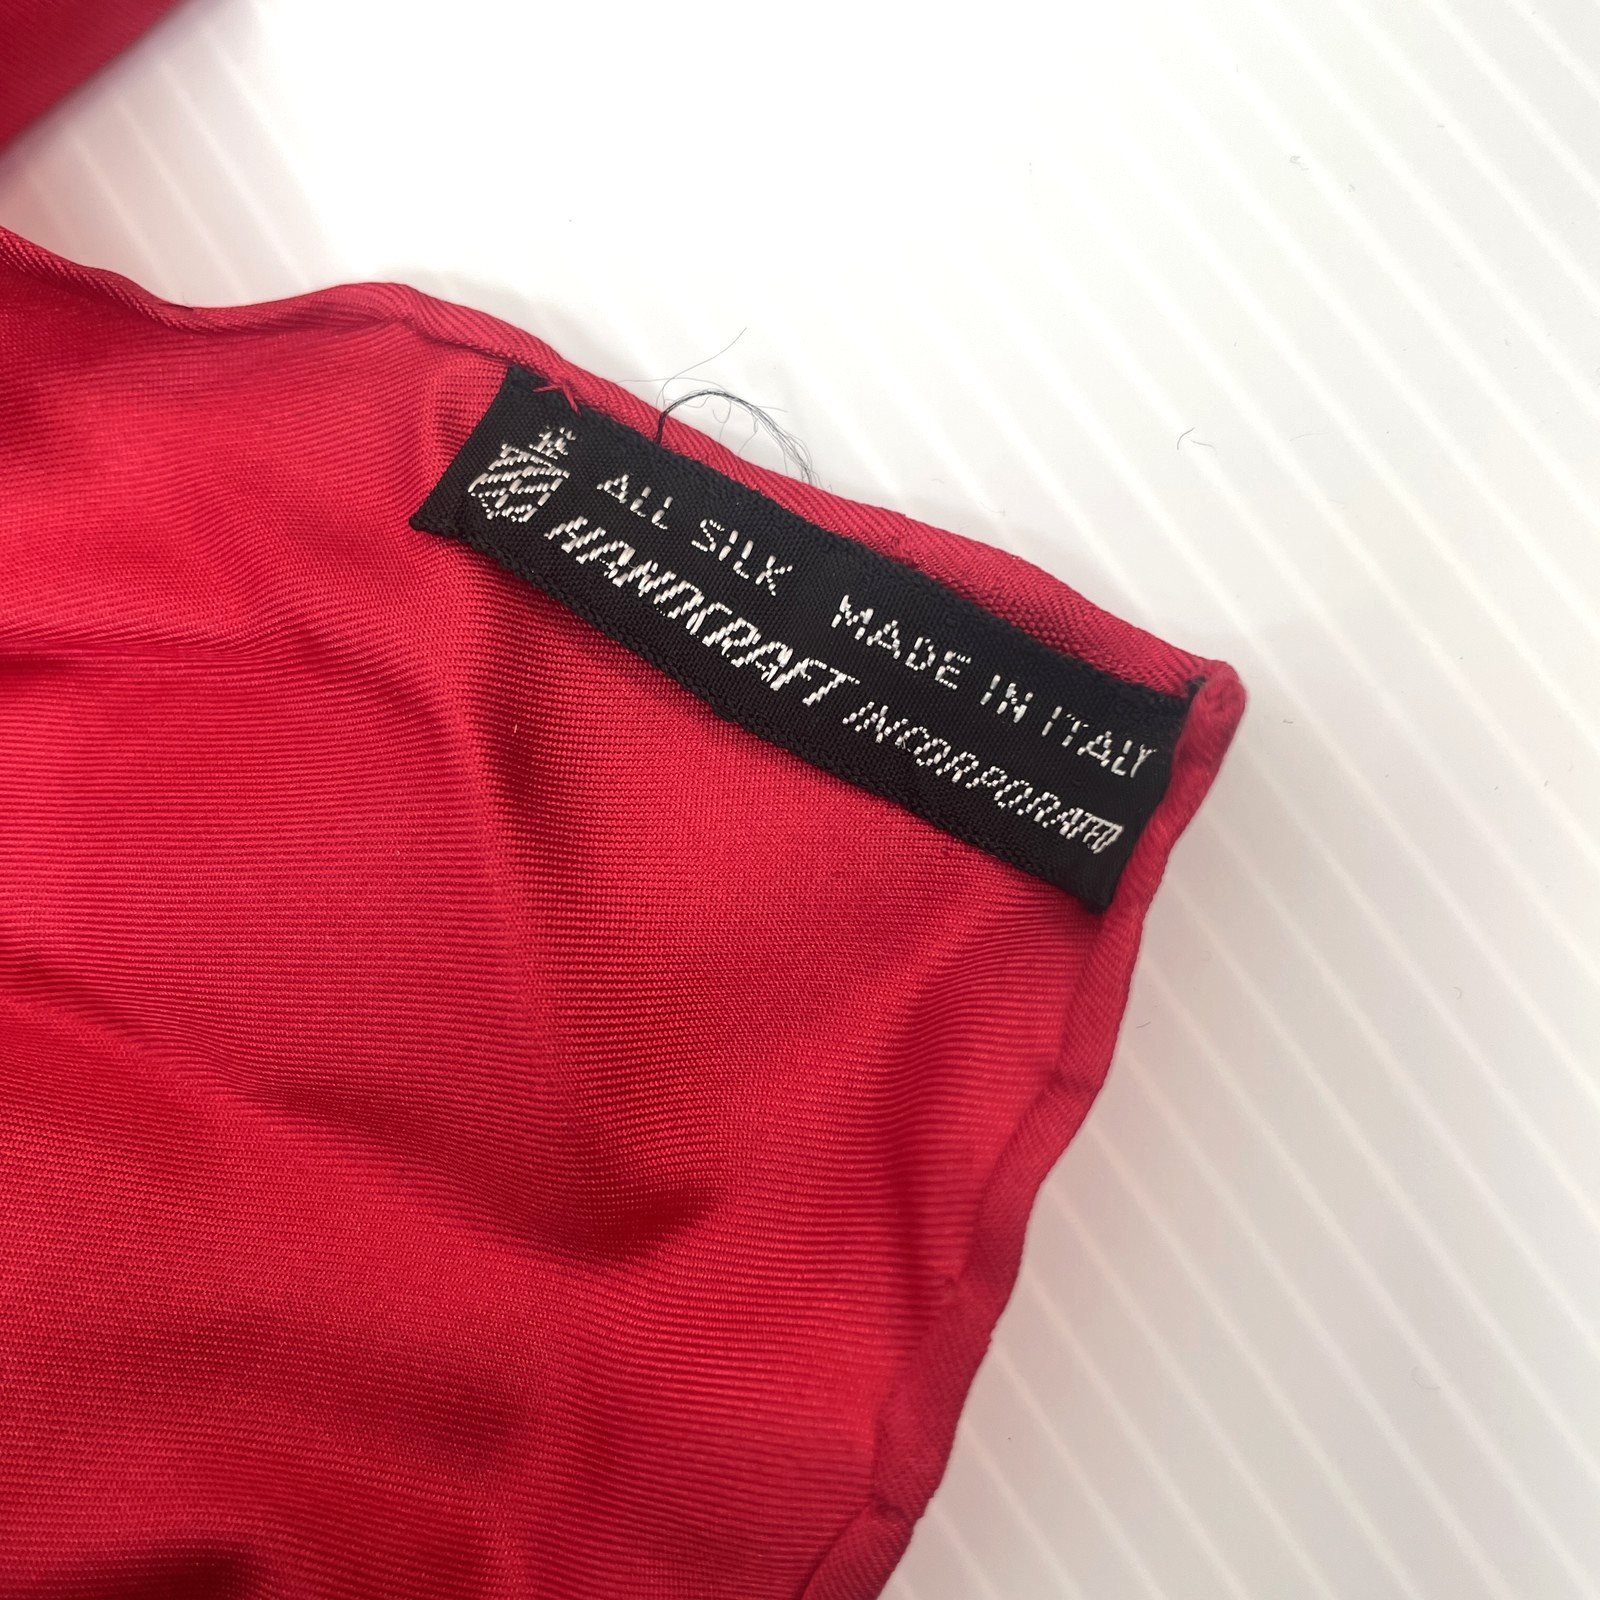 ALL SILK MADE IN ITALY
HANDCRAFT INCORPORATED